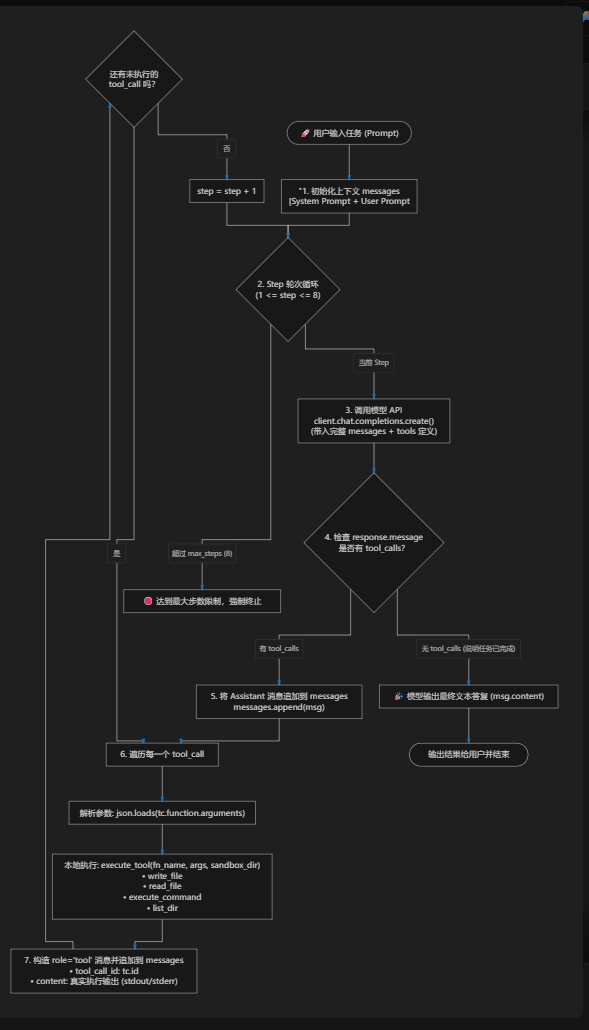 还有未执行的
tool_call 吗?
🚀 用户输入任务 (Prompt)
否
step = step + 1
"1. 初始化上下文 messages
[System Prompt + User Prompt
2. Step 轮次循环
(1 <= step <= 8)
当前 Step
3. 调用模型 API
client.chat.completions.create()
(带入完整 messages + tools 定义)
4. 检查 response.message
是否有 tool_calls?
是
超过 max_steps (8)
🛑 达到最大步数限制，强制终止
有 tool_calls
无 tool_calls (说明任务已完成)
5. 将 Assistant 消息追加到 messages
messages.append(msg)
🎉 模型输出最终文本答复 (msg.content)
6. 遍历每一个 tool_call
输出结果给用户并结束
解析参数: json.loads(tc.function.arguments)
本地执行: execute_tool(fn_name, args, sandbox_dir)
• write_file
• read_file
• execute_command
• list_dir
7. 构造 role='tool' 消息并追加到 messages
• tool_call_id: tc.id
• content: 真实执行输出 (stdout/stderr)